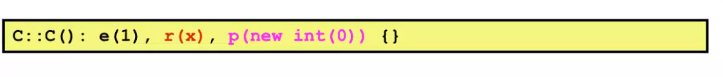 C::C(): e(1), r(x), p(new int(0)) {}